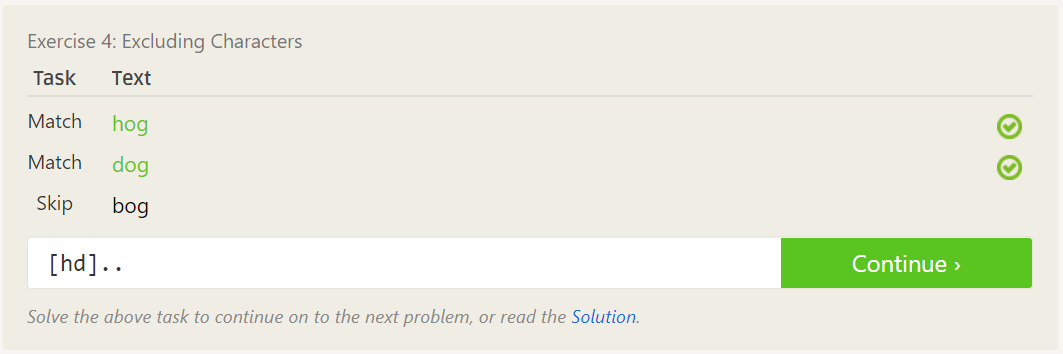 Exercise 4: Excluding Characters
Task Text
Match hog
Match dog
Skip bog
[hd]..
Continue ›
Solve the above task to continue on to the next problem, or read the Solution.